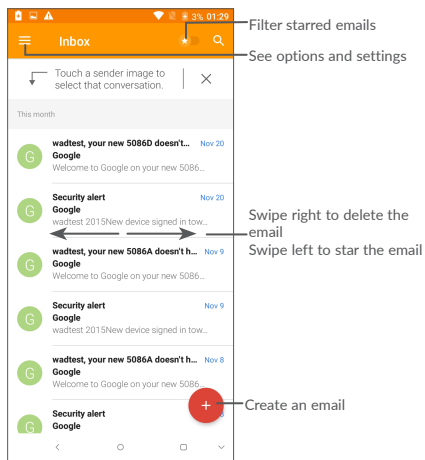 3% 01:29
Filter starred emails
Inbox
See options and settings
Touch a sender image to
select that conversation.
This month
wadtest, your new 5086D doesn't... Nov 20
G
Google
Welcome to Google on your new 5086...
Security alert Nov 20
G
Google
wadtest 2015New device signed in tow...
Swipe right to delete the
email
Swipe left to star the email
wadtest, your new 5086A doesn't h... Nov 9
G
Google
Welcome to Google on your new 5086...
Security alert Nov 9
G
Google
wadtest 2015New device signed in tow...
wadtest, your new 5086A doesn't h... Nov 8
G
Google
Welcome to Google on your new 5086...
Create an email
Security alert 8
G
Google